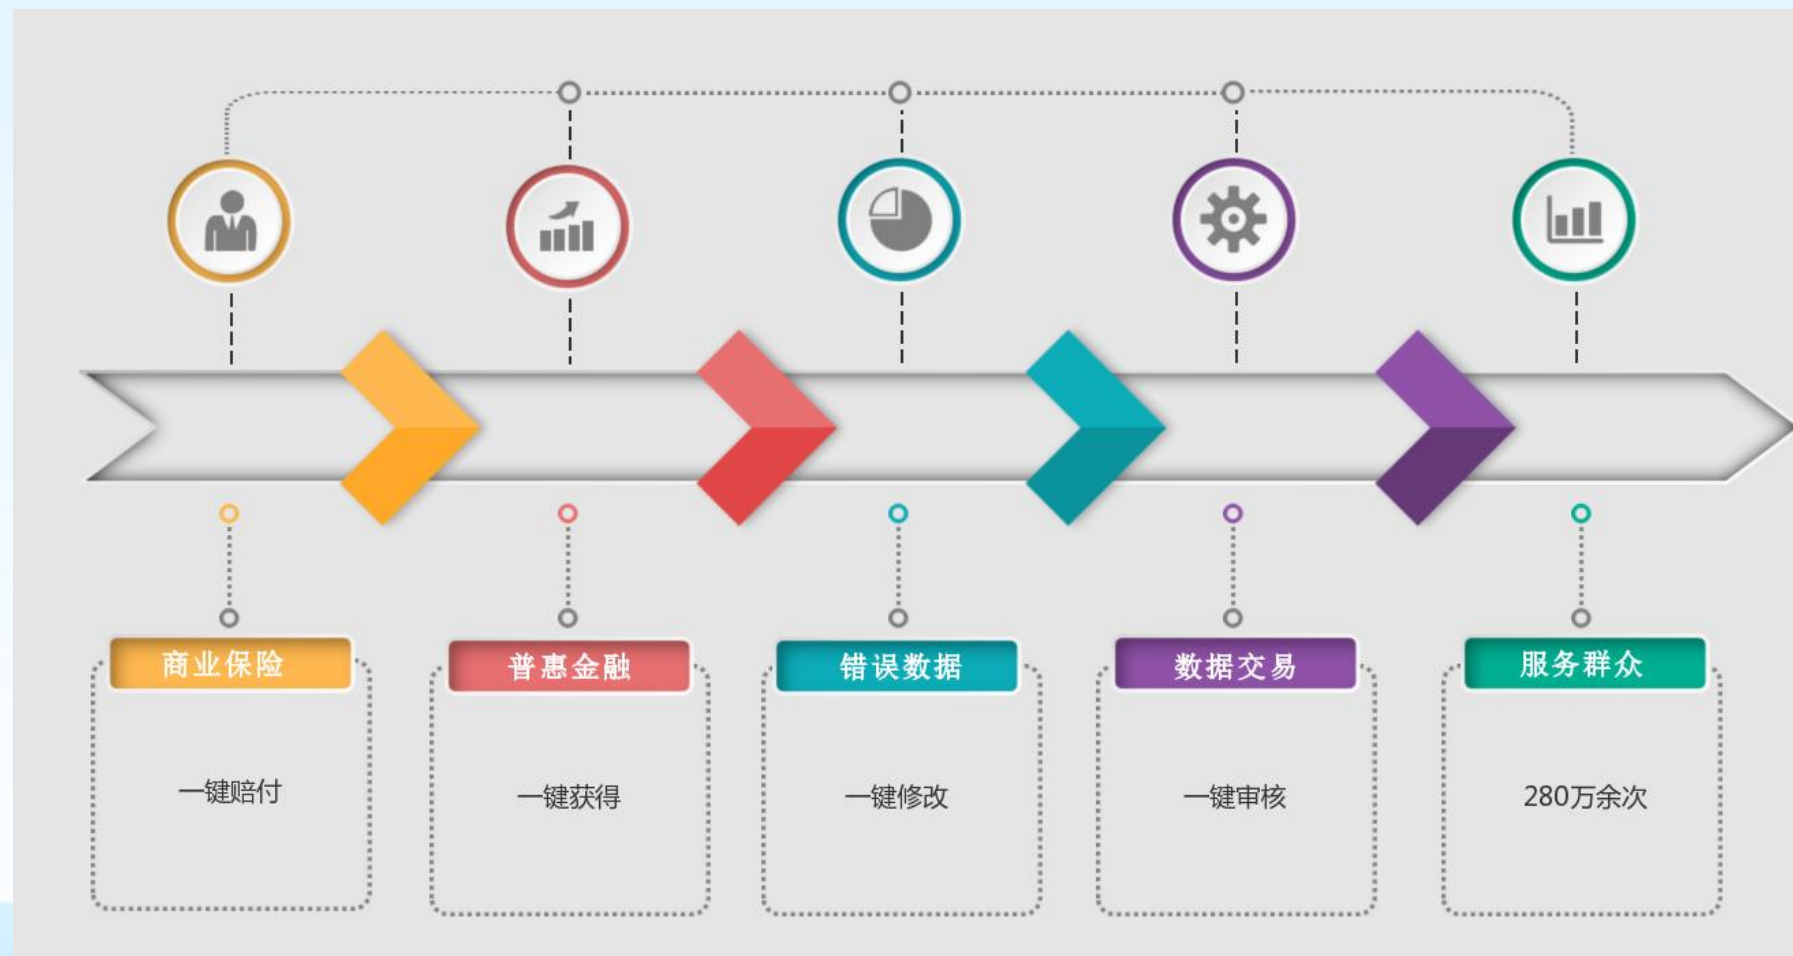 商业保险
一键赔付
普惠金融
一键获得
错误数据
一键修改
数据交易
一键审核
服务群众
280万余次